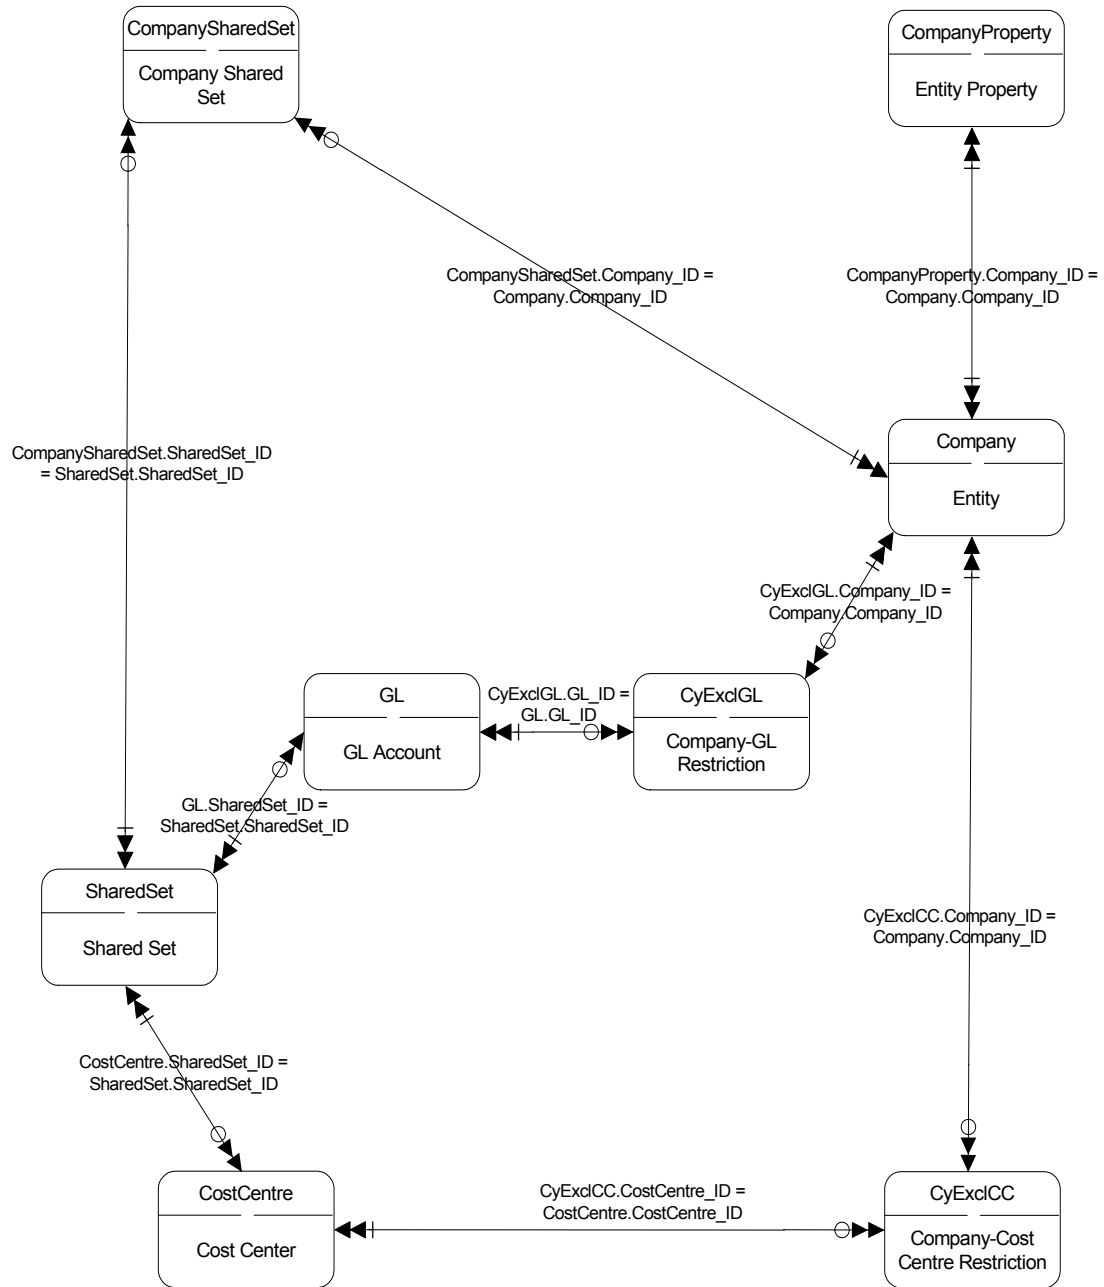 CompanySharedSet
Company Shared
Set
CompanyProperty
Entity Property
CompanySharedSet.Company_ID =
Company.Company_ID
CompanyProperty.Company_ID =
Company.Company_ID
CompanySharedSet.SharedSet_ID
= SharedSet.SharedSet_ID
Company
Entity
CyExclGL.Company_ID =
Company.Company_ID
GL
GL Account
CyExclGL.GL_ID =
GL.GL_ID
CyExclGL
Company-GL
Restriction
GL.SharedSet_ID =
SharedSet.SharedSet_ID
SharedSet
Shared Set
CyExclCC.Company_ID =
Company.Company_ID
CostCentre.SharedSet_ID =
SharedSet.SharedSet_ID
CostCentre
Cost Center
CyExclCC.CostCentre_ID =
CostCentre.CostCentre_ID
CyExclCC
Company-Cost
Centre Restriction